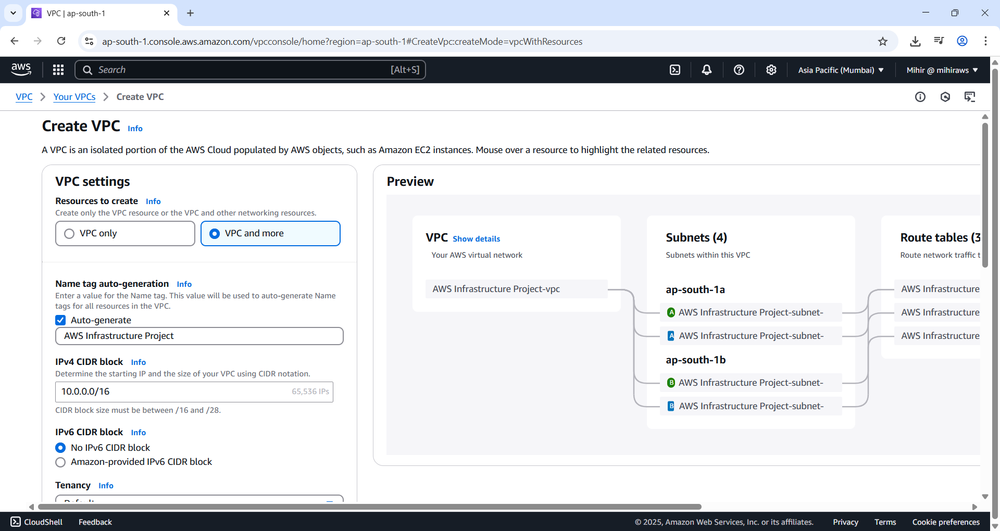 VPC | ap-south-1
ap-south-1.console.aws.amazon.com/vpcconsole/home?region=ap-south-1#CreateVpc:createMode=vpcWithResources
aws
Search [Alt+S]
Asia Pacific (Mumbai)
Mihir @ mihiraws
VPC
Your VPCs
Create VPC
Create VPC Info
A VPC is an isolated portion of the AWS Cloud populated by AWS objects, such as Amazon EC2 instances. Mouse over a resource to highlight the related resources.
VPC settings
Resources to create Info
Create only the VPC resource or the VPC and other networking resources.
VPC only
VPC and more
Name tag auto-generation Info
Enter a value for the Name tag. This value will be used to auto-generate Name
tags for all resources in the VPC.
Auto-generate
AWS Infrastructure Project
IPv4 CIDR block Info
Determine the starting IP and the size of your VPC using CIDR notation.
10.0.0.0/16 65,536 IPs
CIDR block size must be between /16 and /28.
IPv6 CIDR block Info
No IPv6 CIDR block
Amazon-provided IPv6 CIDR block
Tenancy Info
Default
Preview
VPC Show details
Your AWS virtual network
AWS Infrastructure Project-vpc
Subnets (4)
Subnets within this VPC
ap-south-1a
A AWS Infrastructure Project-subnet-
A AWS Infrastructure Project-subnet-
ap-south-1b
B AWS Infrastructure Project-subnet-
B AWS Infrastructure Project-subnet-
Route tables (3
Route network traffic t
AWS Infrastructure
AWS Infrastructure
AWS Infrastructure
CloudShell
Feedback
© 2025, Amazon Web Services, Inc. or its affiliates.
Privacy
Terms
Cookie preferences